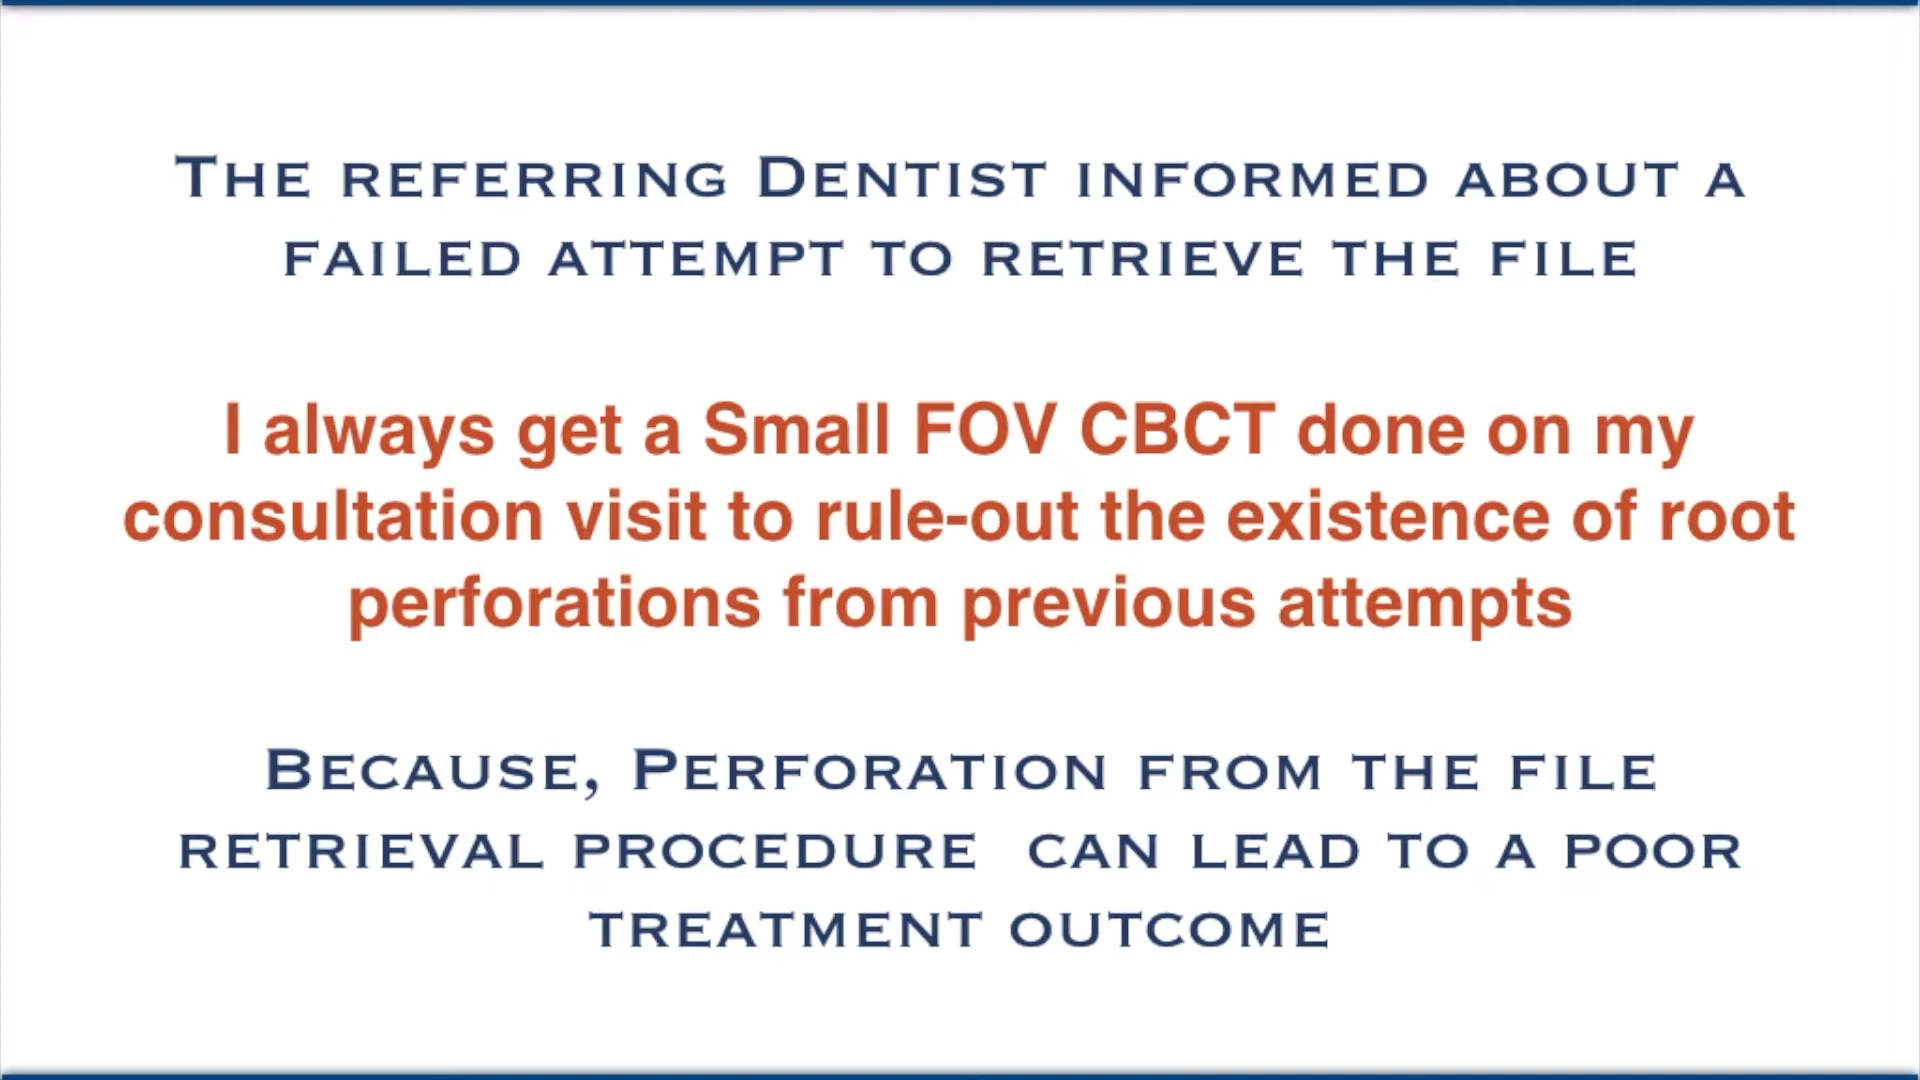 The referring Dentist informed about a
failed attempt to retrieve the file
I always get a Small FOV CBCT done on my
consultation visit to rule-out the existence of root
perforations from previous attempts
Because, Perforation from the file
retrieval procedure can lead to a poor
treatment outcome